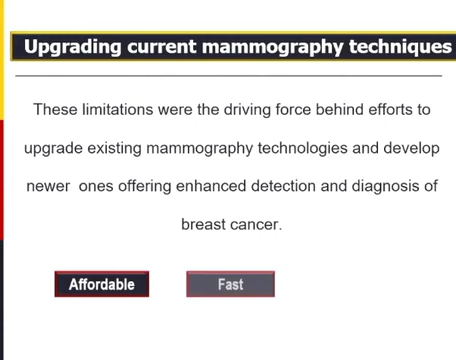 Upgrading current mammography techniques
These limitations were the driving force behind efforts to
upgrade existing mammography technologies and develop
newer ones offering enhanced detection and diagnosis of
breast cancer.
Affordable Fast